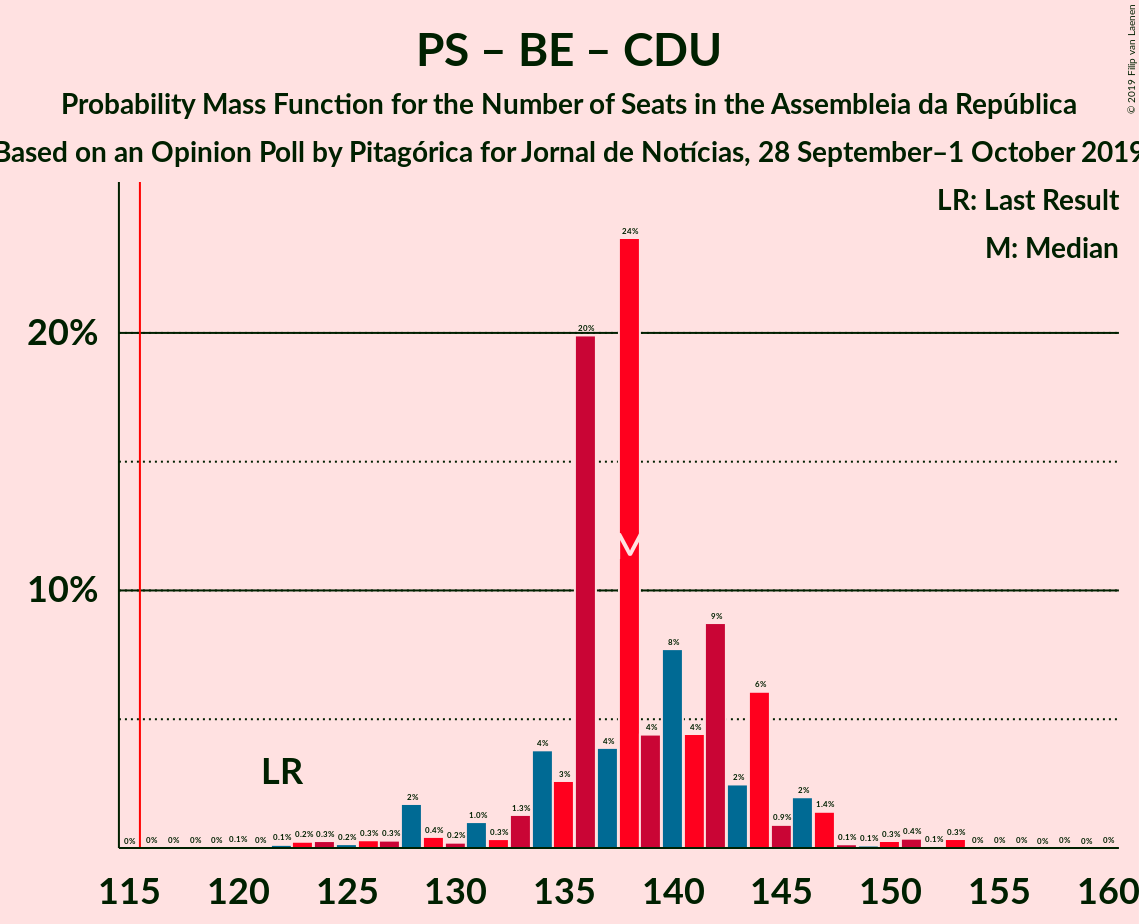 © 2019 Filip van Laenen
PS – BE – CDU
Probability Mass Function for the Number of Seats in the Assembleia da República
Based on an Opinion Poll by Pitagórica for Jornal de Notícias, 28 September–1 October 2019
LR: Last Result
M: Median
20%
10%
0% 0% 0% 0% 0% 0.1% 0% 0.1% 0.2% 0.3% 0.2% 0.3% 0.3% 2% 0.4% 0.2% 1.0% 0.3% 1.3% 4% 3% 20% 4% 24% 4% 8% 4% 9% 2% 6% 0.9% 2% 1.4% 0.1% 0.1% 0.3% 0.4% 0.1% 0.3% 0% 0% 0% 0% 0% 0% 0%
M
LR
115 120 125 130 135 140 145 150 155 160